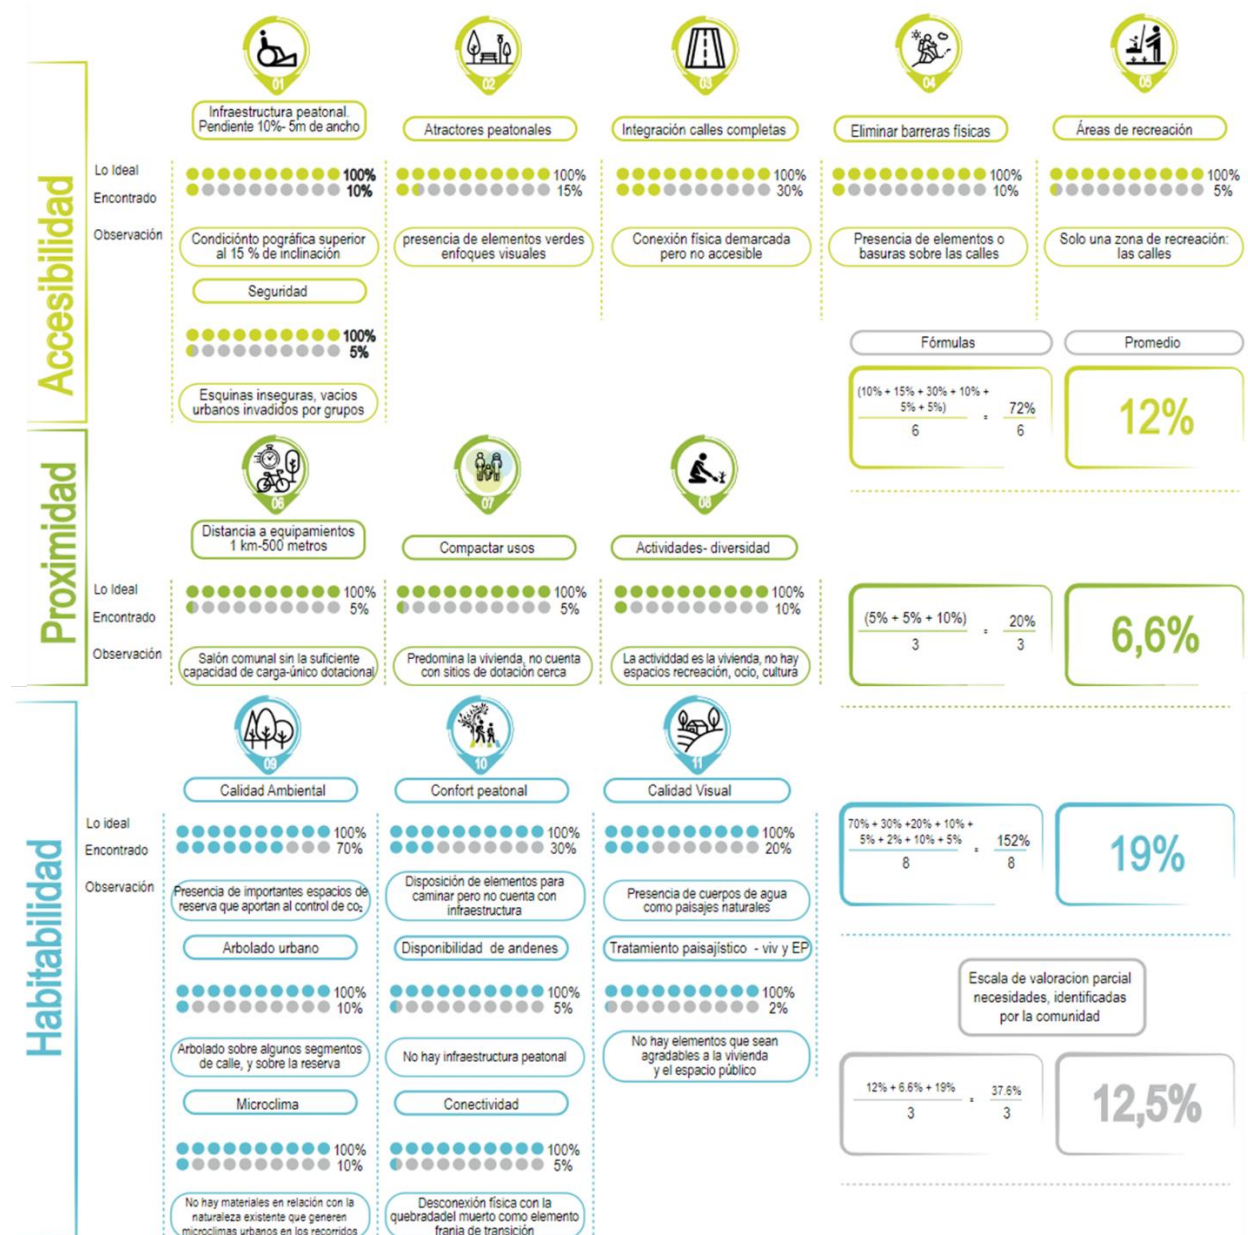 Accesibilidad
01
Infraestructura peatonal.
Pendiente 10%- 5m de ancho
02
Atractores peatonales
03
Integración calles completas
04
Eliminar barreras físicas
05
Áreas de recreación
Lo Ideal
100%
100%
100%
100%
100%
Encontrado
10%
15%
30%
10%
5%
Observación
Condiciónto pográfica superior
al 15 % de inclinación
presencia de elementos verdes
enfoques visuales
Conexión física demarcada
pero no accesible
Presencia de elementos o
basuras sobre las calles
Solo una zona de recreación:
las calles
Seguridad
100%
5%
Esquinas inseguras, vacios
urbanos invadidos por grupos
Fórmulas
Promedio
(10% + 15% + 30% + 10% +
5% + 5%)
6
=
72%
6
12%
Proximidad
06
Distancia a equipamientos
1 km-500 metros
07
Compactar usos
08
Actividades- diversidad
Lo Ideal
100%
100%
100%
Encontrado
5%
5%
10%
Observación
Salón comunal sin la suficiente
capacidad de carga-único dotacional
Predomina la vivienda, no cuenta
con sitios de dotación cerca
La actividdad es la vivienda, no hay
espacios recreación, ocio, cultura
(5% + 5% + 10%)
3
=
20%
3
6,6%
Habitabilidad
09
Calidad Ambiental
10
Confort peatonal
11
Calidad Visual
Lo ideal
100%
100%
100%
Encontrado
70%
30%
20%
Observación
Presencia de importantes espacios de
reserva que aportan al control de co₂
Disposición de elementos para
caminar pero no cuenta con
infraestructura
Presencia de cuerpos de agua
como paisajes naturales
Arbolado urbano
Disponibilidad de andenes
Tratamiento paisajístico - viv y EP
100%
100%
100%
10%
5%
2%
Arbolado sobre algunos segmentos
de calle, y sobre la reserva
No hay infraestructura peatonal
No hay elementos que sean
agradables a la vivienda
y el espacio público
Microclima
Conectividad
100%
100%
10%
5%
No hay materiales en relación con la
naturaleza existente que generen
microclimas urbanos en los recorridos
Desconexión física con la
quebradadel muerto como elemento
franja de transición
70% + 30% +20% + 10% +
5% + 2% + 10% + 5%
8
=
152%
8
19%
Escala de valoracion parcial
necesidades, identificadas
por la comunidad
12% + 6.6% + 19%
3
=
37.6%
3
12,5%